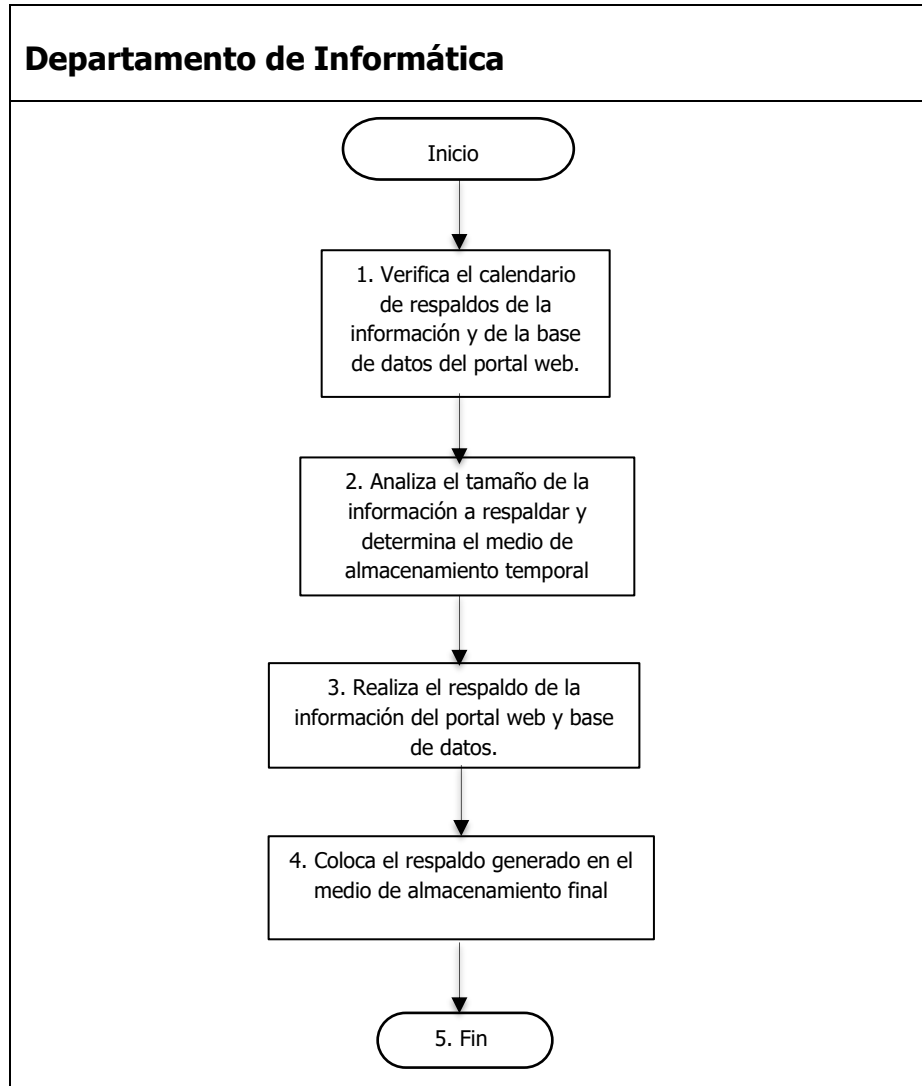 Departamento de Informática
Inicio
1. Verifica el calendario
de respaldos de la
información y de la base
de datos del portal web.
2. Analiza el tamaño de la
información a respaldar y
determina el medio de
almacenamiento temporal
3. Realiza el respaldo de la
información del portal web y base
de datos.
4. Coloca el respaldo generado en el
medio de almacenamiento final
5. Fin